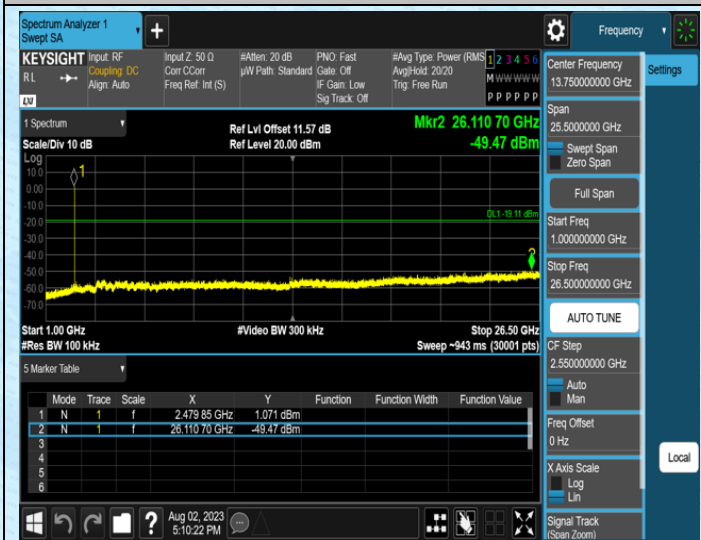 Spectrum Analyzer 1
Swept SA
+
Frequency
KEYSIGHT
RL
LXI
Input: RF
Coupling: DC
Align: Auto
Input Z: 50 Ω
Corr CCorr
Freq Ref: Int (S)
#Atten: 20 dB
µW Path: Standard
PNO: Fast
Gate: Off
IF Gain: Low
Sig Track: Off
#Avg Type: Power (RMS
Avg|Hold: 20/20
Trig: Free Run
1 2 3 4 5 6
M W W W W W
P P P P P P
Settings
1 Spectrum
Scale/Div 10 dB
Ref Lvl Offset 11.57 dB
Ref Level 20.00 dBm
Mkr2 26.110 70 GHz
-49.47 dBm
Log
10.0
0.00
-10.0
-20.0
-30.0
-40.0
-50.0
-60.0
-70.0
1
DL1 -19.11 dBm
2
Start 1.00 GHz
#Res BW 100 kHz
#Video BW 300 kHz
Stop 26.50 GHz
Sweep ~943 ms (30001 pts)
5 Marker Table
Mode Trace Scale X Y Function Function Width Function Value
1 N 1 f 2.479 85 GHz 1.071 dBm
2 N 1 f 26.110 70 GHz -49.47 dBm
3
4
5
6
Aug 02, 2023
5:10:22 PM
Center Frequency
13.750000000 GHz
Span
25.5000000 GHz
Swept Span
Zero Span
Full Span
Start Freq
1.000000000 GHz
Stop Freq
26.500000000 GHz
AUTO TUNE
CF Step
2.550000000 GHz
Auto
Man
Freq Offset
0 Hz
X Axis Scale
Log
Lin
Signal Track
(Span Zoom)
Local